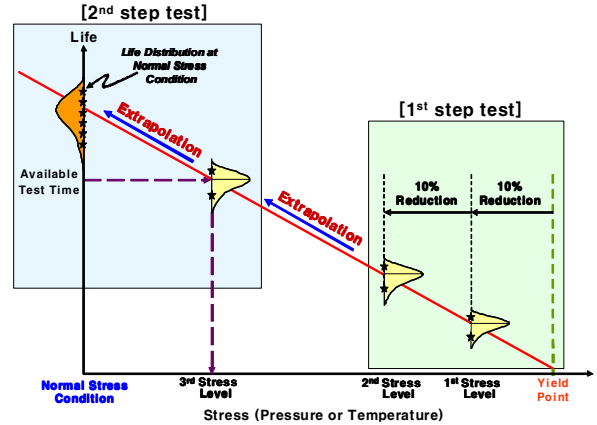 [2nd step test]
Life
Life Distribution at
Normal Stress
Condition
[1st step test]
Extrapolation
Available
Test Time
Extrapolation
10%
Reduction
10%
Reduction
Normal Stress
Condition
3rd Stress
Level
2nd Stress
Level
1st Stress
Level
Yield
Point
Stress (Pressure or Temperature)